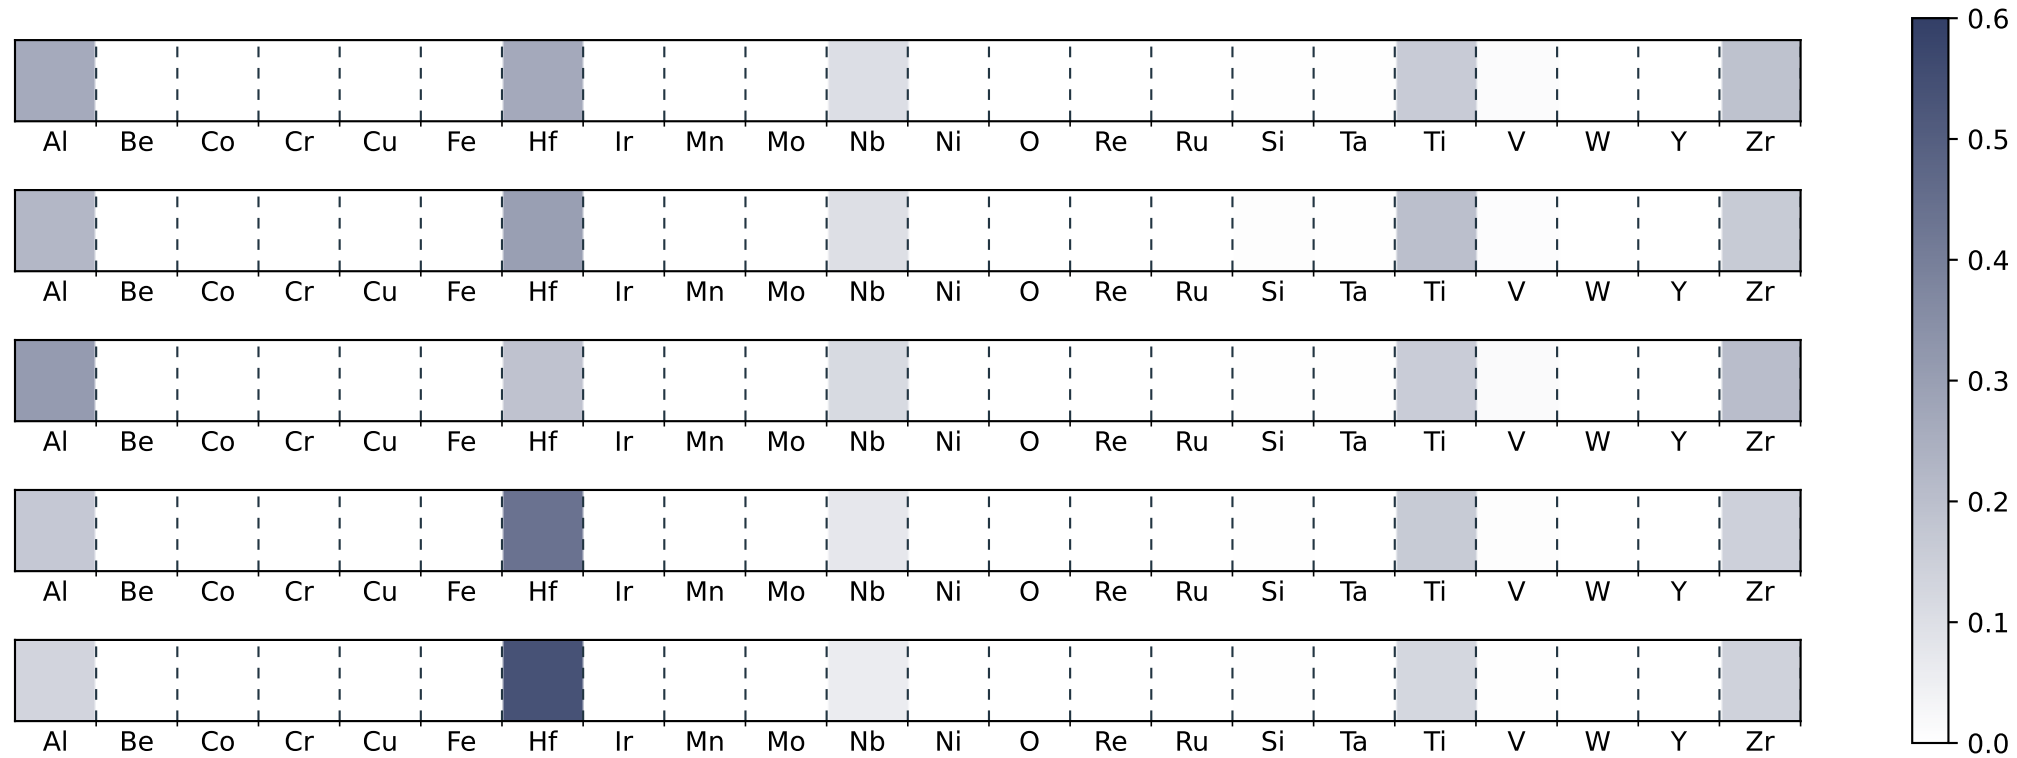 Al Be Co Cr Cu Fe Hf Ir Mn Mo Nb Ni O Re Ru Si Ta Ti V W Y Zr
Al Be Co Cr Cu Fe Hf Ir Mn Mo Nb Ni O Re Ru Si Ta Ti V W Y Zr
Al Be Co Cr Cu Fe Hf Ir Mn Mo Nb Ni O Re Ru Si Ta Ti V W Y Zr
Al Be Co Cr Cu Fe Hf Ir Mn Mo Nb Ni O Re Ru Si Ta Ti V W Y Zr
Al Be Co Cr Cu Fe Hf Ir Mn Mo Nb Ni O Re Ru Si Ta Ti V W Y Zr
0.6
0.5
0.4
0.3
0.2
0.1
0.0